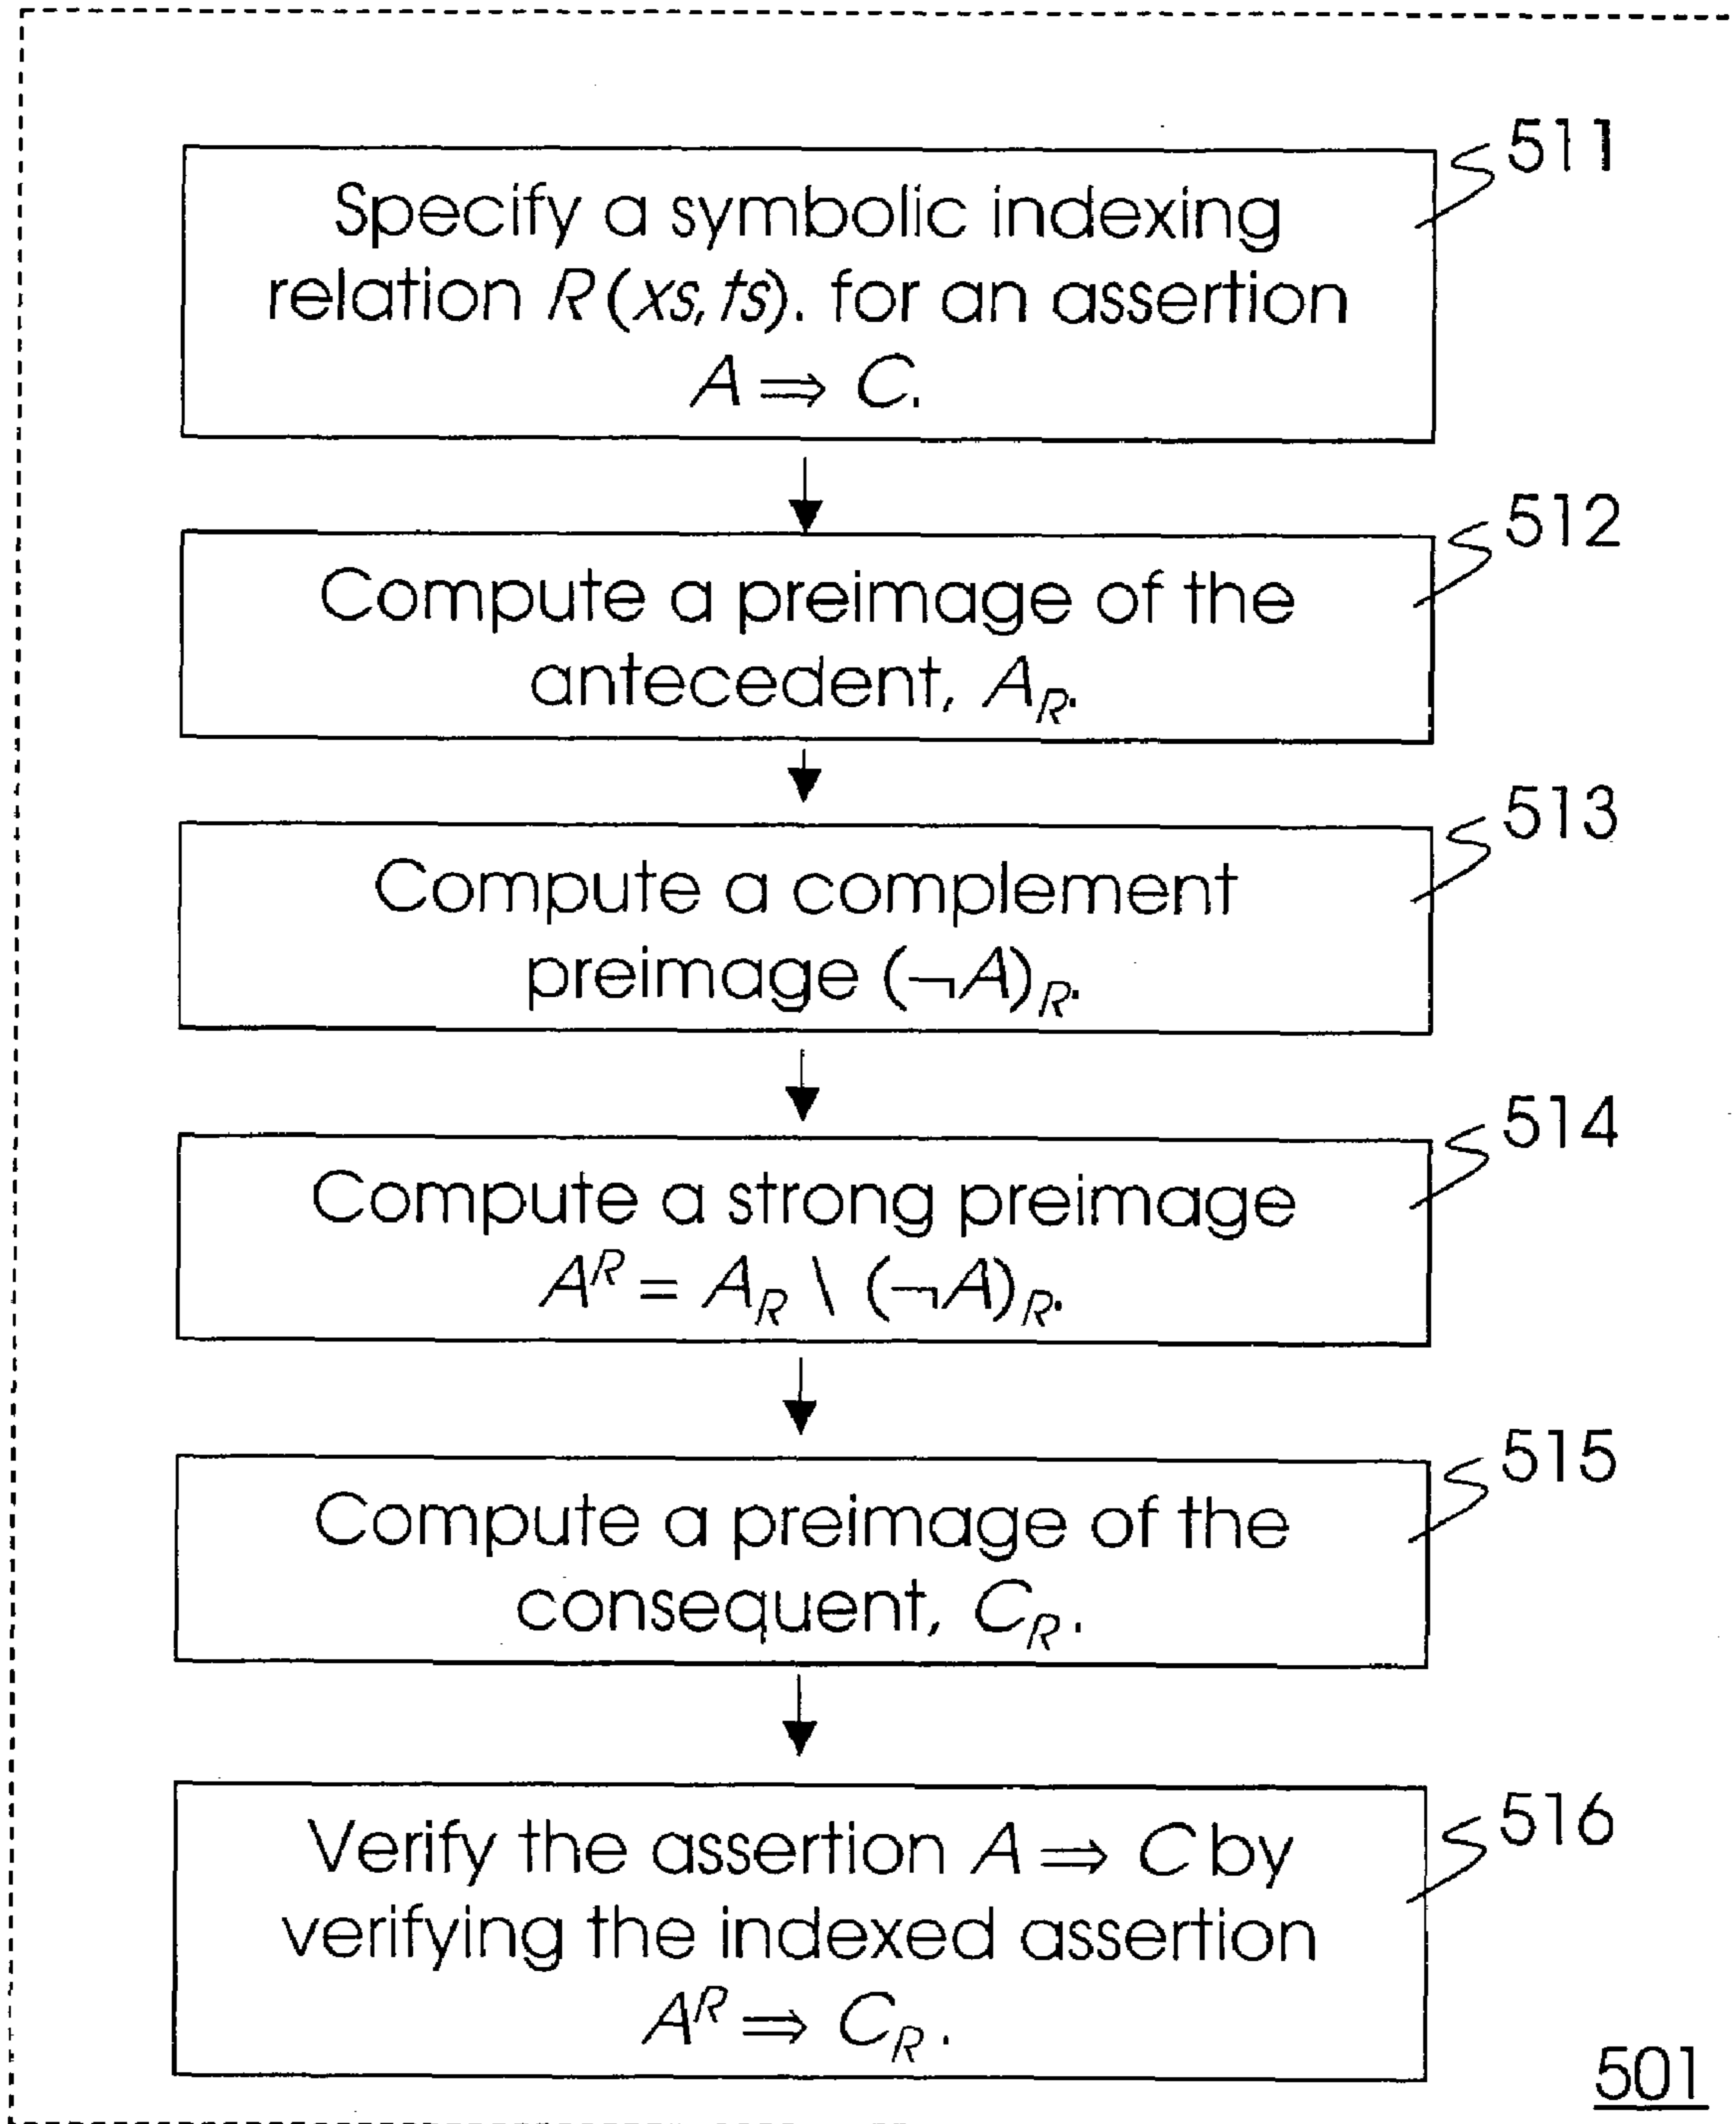 511
Specify a symbolic indexing
relation R(xs, ts). for an assertion
A ⇒ C.
512
Compute a preimage of the
antecedent, A_R.
513
Compute a complement
preimage (¬A)_R.
514
Compute a strong preimage
A^R = A_R \ (¬A)_R.
515
Compute a preimage of the
consequent, C_R.
516
Verify the assertion A ⇒ C by
verifying the indexed assertion
A^R ⇒ C_R.
501